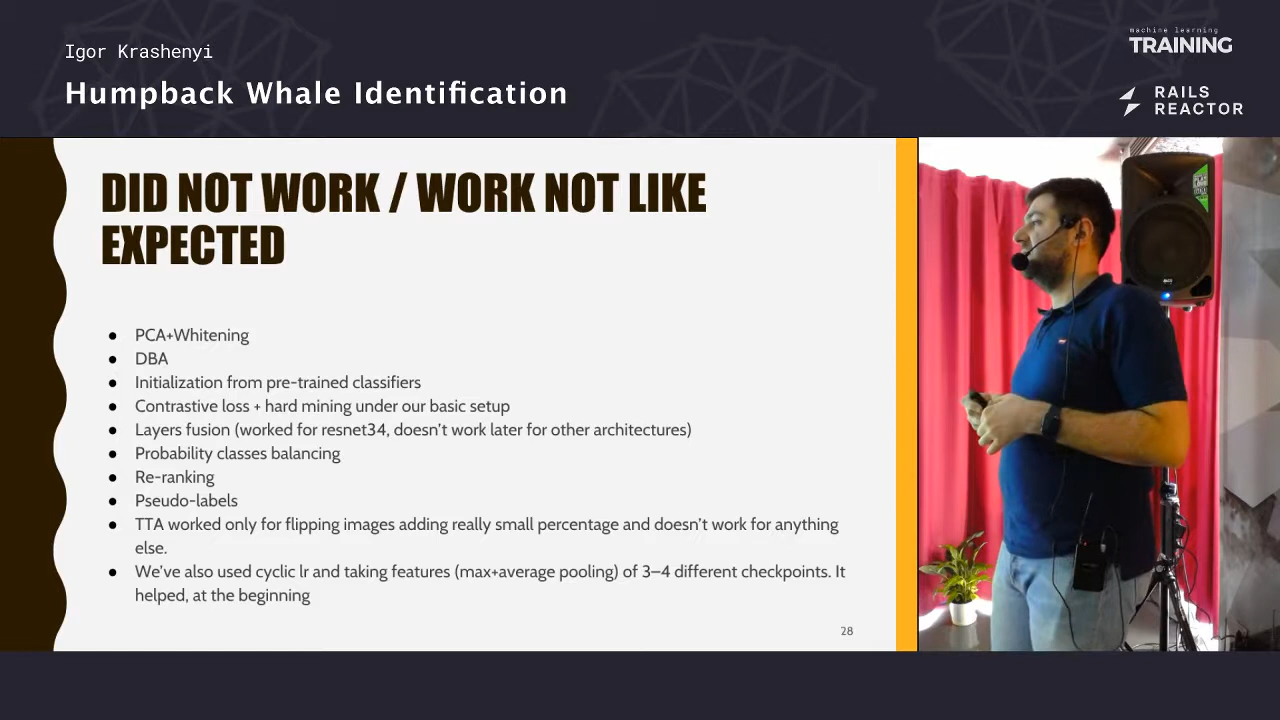 Igor Krashenyi
Humpback Whale Identification
machine learning
TRAINING
RAILS
REACTOR
DID NOT WORK / WORK NOT LIKE
EXPECTED
● PCA+Whitening
● DBA
● Initialization from pre-trained classifiers
● Contrastive loss + hard mining under our basic setup
● Layers fusion (worked for resnet34, doesn't work later for other architectures)
● Probability classes balancing
● Re-ranking
● Pseudo-labels
● TTA worked only for flipping images adding really small percentage and doesn't work for anything
else.
● We've also used cyclic lr and taking features (max+average pooling) of 3–4 different checkpoints. It
helped, at the beginning
28